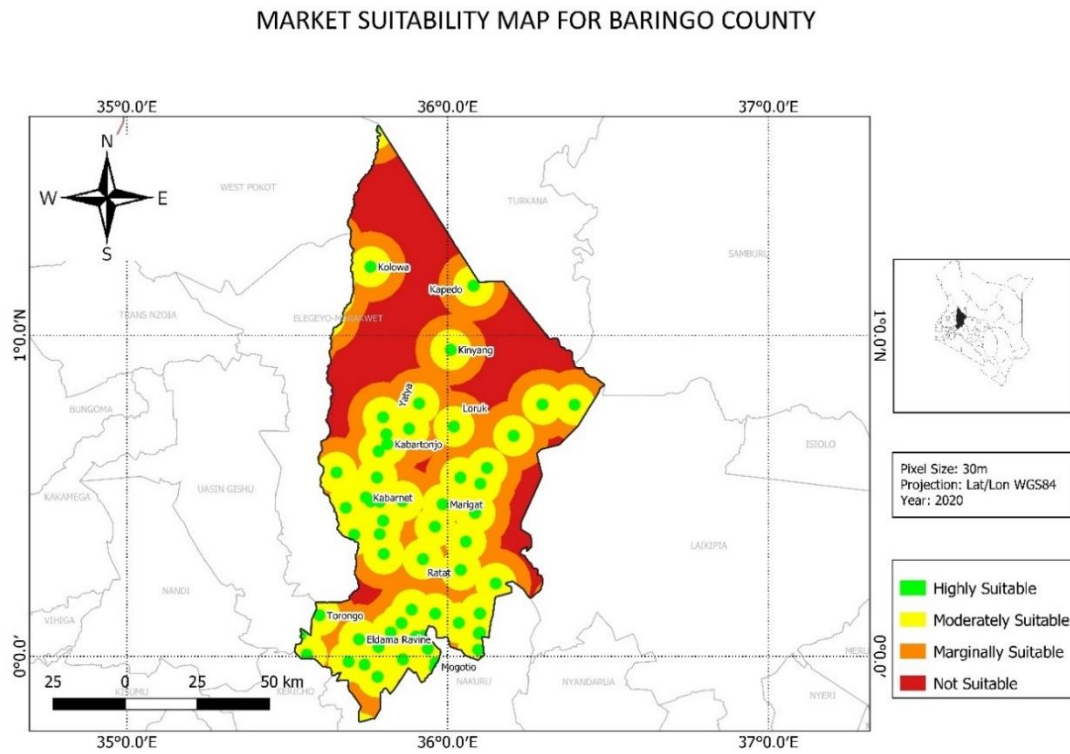 MARKET SUITABILITY MAP FOR BARINGO COUNTY
35°0.0'E 36°0.0'E 37°0.0'E
N
W E
S
WEST POKOT
TURKANA
SAMBURU
Kolowa
Kapedo
TRANS NZOIA
ELEGEYO-MARAKWET
1°0.0'N 1°0.0'N
Kinyang
Yatya
Loruk
BUNGOMA
Kabartonjo
ISIOLO
Pixel Size: 30m
Projection: Lat/Lon WGS84
Year: 2020
UASIN GISHU
KAKAMEGA
Kabarnet
Marigat
LAIKIPIA
Ratat
NANDI
Torongo
VIHIGA
Eldama Ravine
0°0.0' 0°0.0'
Mogotio
MERU
25 0 25 50 km
KISUMU
KERICHO
NAKURU
NYANDARUA
NYERI
35°0.0'E 36°0.0'E 37°0.0'E
Highly Suitable
Moderately Suitable
Marginally Suitable
Not Suitable